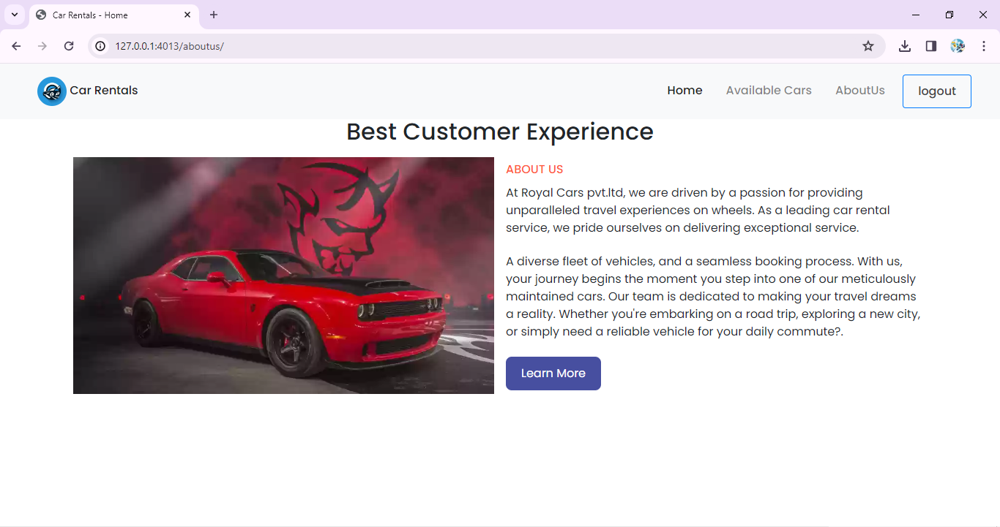 Car Rentals - Home
127.0.0.1:4013/aboutus/
Car Rentals
Home
Available Cars
AboutUs
logout
Best Customer Experience
ABOUT US
At Royal Cars pvt.ltd, we are driven by a passion for providing
unparalleled travel experiences on wheels. As a leading car rental
service, we pride ourselves on delivering exceptional service.
A diverse fleet of vehicles, and a seamless booking process. With us,
your journey begins the moment you step into one of our meticulously
maintained cars. Our team is dedicated to making your travel dreams
a reality. Whether you're embarking on a road trip, exploring a new city,
or simply need a reliable vehicle for your daily commute?.
Learn More